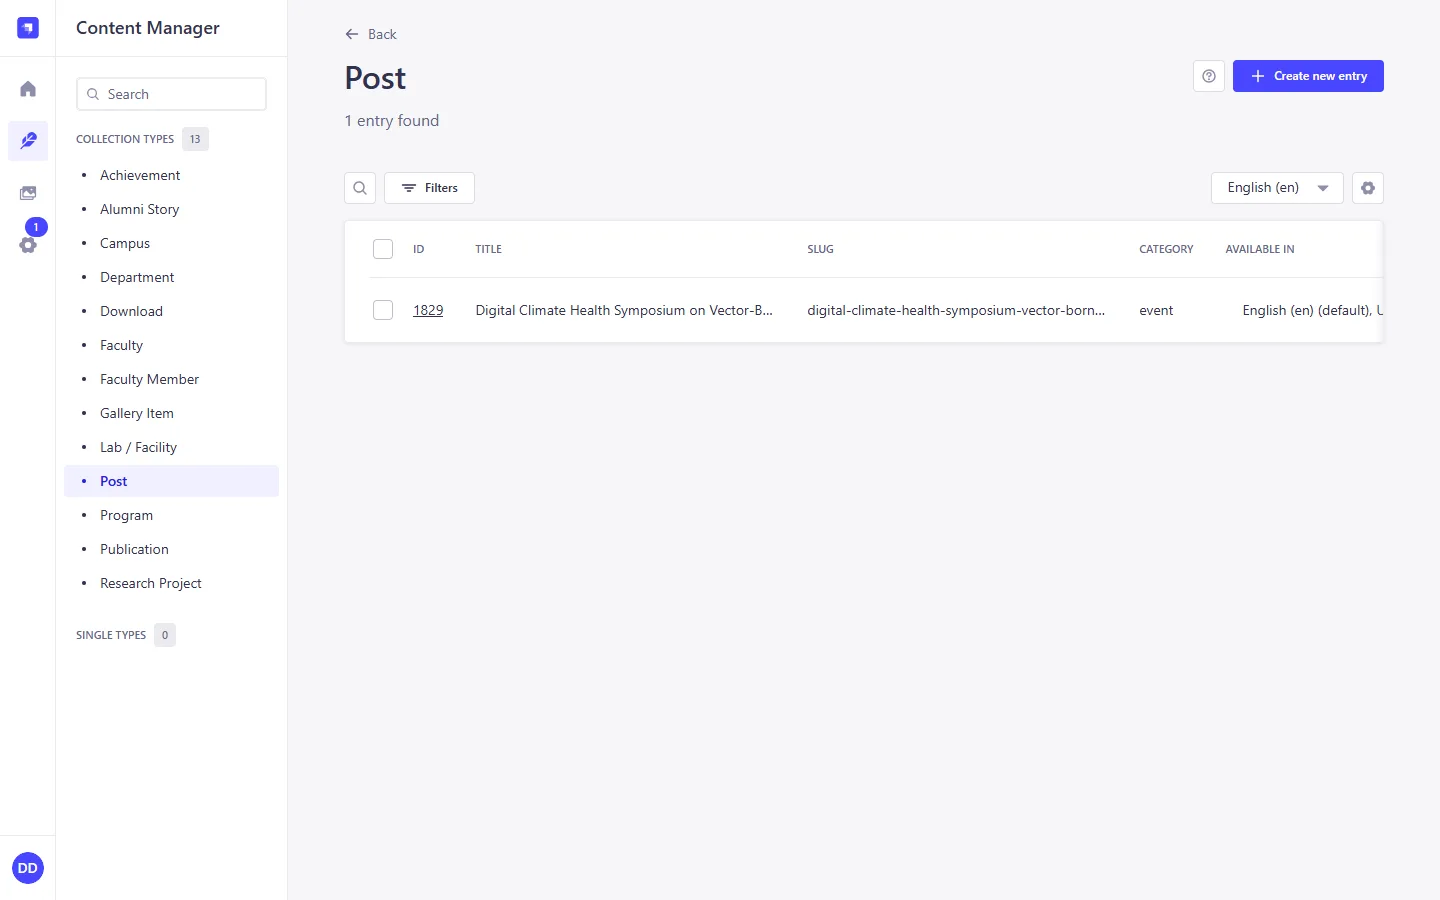 Content Manager
Search
COLLECTION TYPES 13
Achievement
Alumni Story
Campus
Department
Download
Faculty
Faculty Member
Gallery Item
Lab / Facility
Post
Program
Publication
Research Project
SINGLE TYPES 0
1
DD
Back
Post
Create new entry
1 entry found
Filters
English (en)
ID TITLE SLUG CATEGORY AVAILABLE IN
1829 Digital Climate Health Symposium on Vector-B... digital-climate-health-symposium-vector-born... event English (en) (default), U